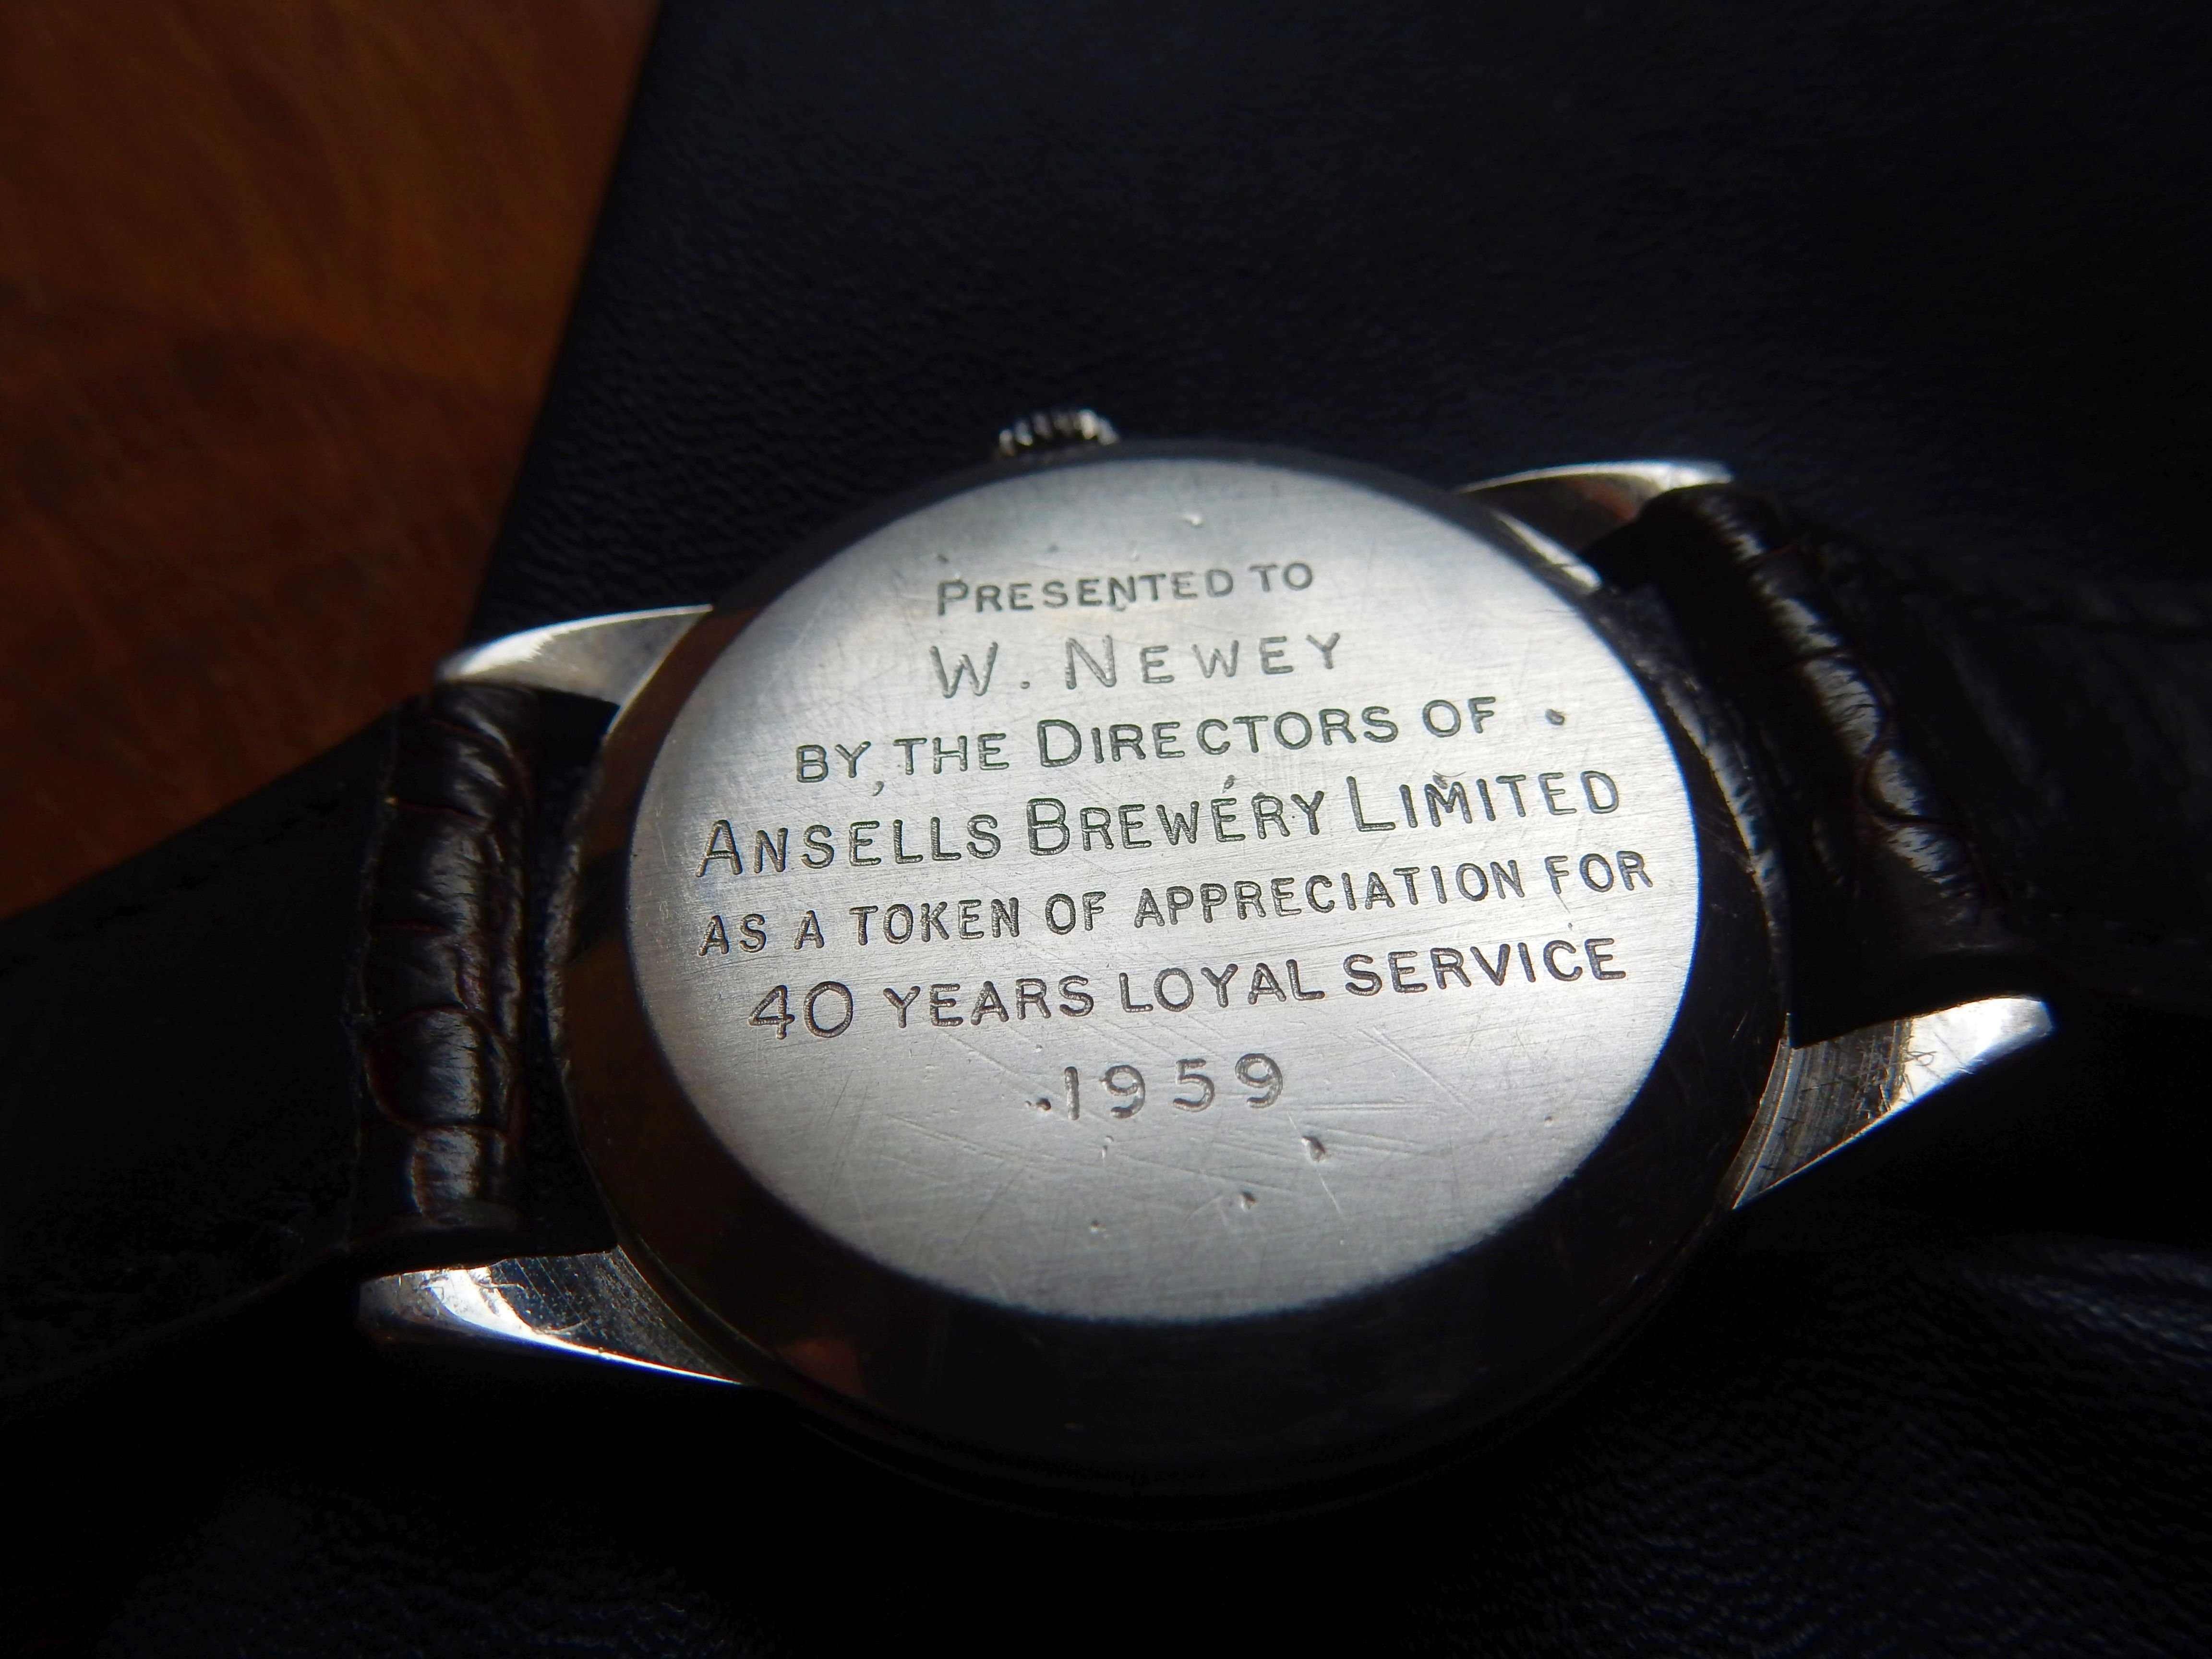 PRESENTED TO
W. NEWEY
BY THE DIRECTORS OF
ANSELLS BREWERY LIMITED
AS A TOKEN OF APPRECIATION FOR
40 YEARS LOYAL SERVICE
1959